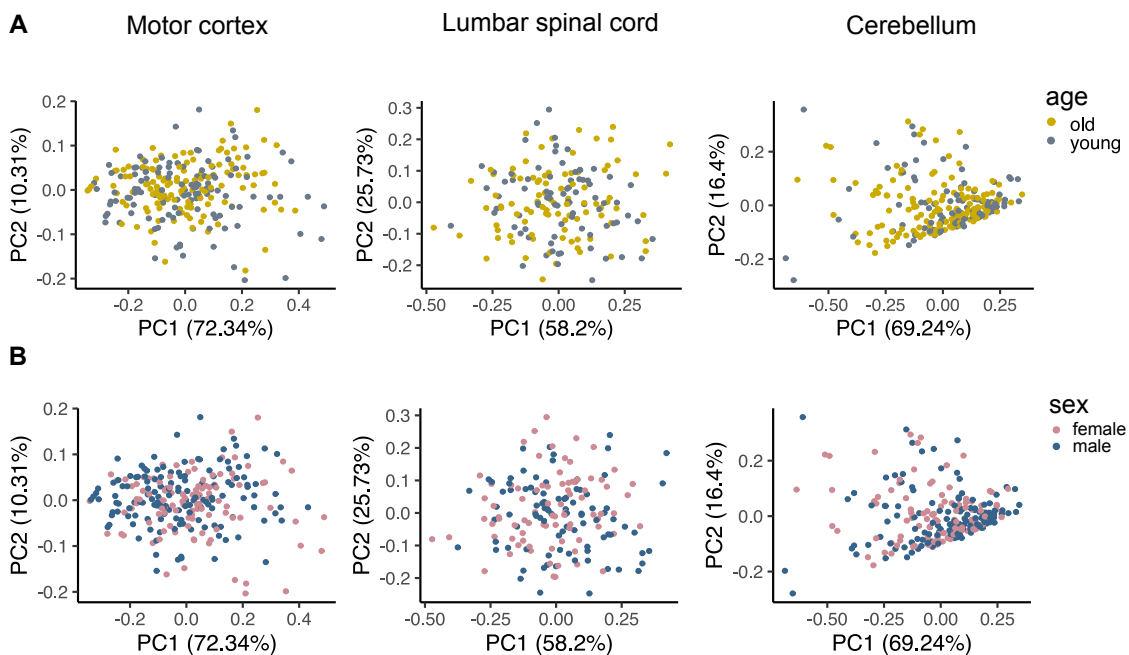 A
Motor cortex
Lumbar spinal cord
Cerebellum
PC2 (10.31%)
0.2
0.1
0.0
-0.1
-0.2
-0.2 0.0 0.2 0.4
PC1 (72.34%)
PC2 (25.73%)
0.3
0.2
0.1
0.0
-0.1
-0.2
-0.50 -0.25 0.00 0.25
PC1 (58.2%)
PC2 (16.4%)
0.2
0.0
-0.2
-0.50 -0.25 0.00 0.25
PC1 (69.24%)
age
old
young
B
PC2 (10.31%)
0.2
0.1
0.0
-0.1
-0.2
-0.2 0.0 0.2 0.4
PC1 (72.34%)
PC2 (25.73%)
0.3
0.2
0.1
0.0
-0.1
-0.2
-0.50 -0.25 0.00 0.25
PC1 (58.2%)
PC2 (16.4%)
0.2
0.0
-0.2
-0.50 -0.25 0.00 0.25
PC1 (69.24%)
sex
female
male